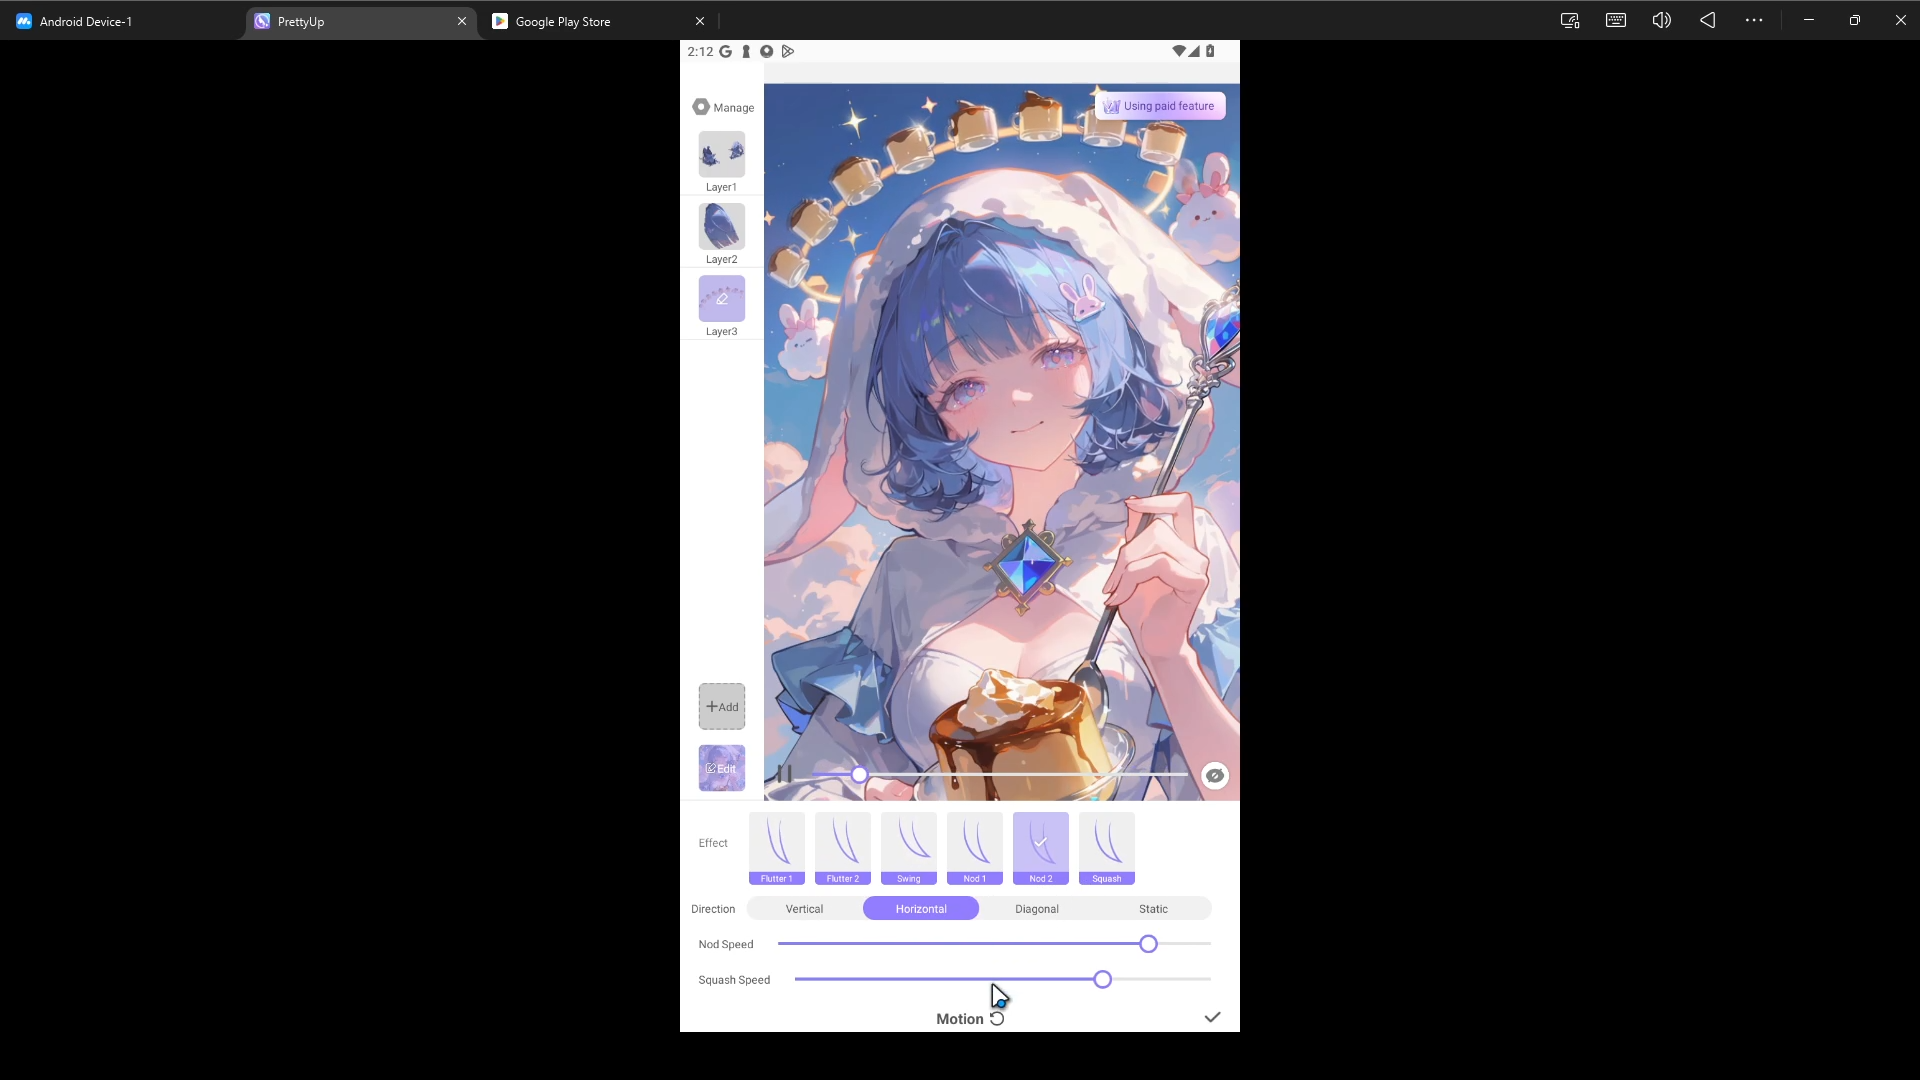 Android Device-1
PrettyUp
Google Play Store
2:12
Manage
Using paid feature
Layer1
Layer2
Layer3
+Add
Edit
Effect
Flutter 1
Flutter 2
Swing
Nod 1
Nod 2
Squash
Direction
Vertical
Horizontal
Diagonal
Static
Nod Speed
Squash Speed
Motion